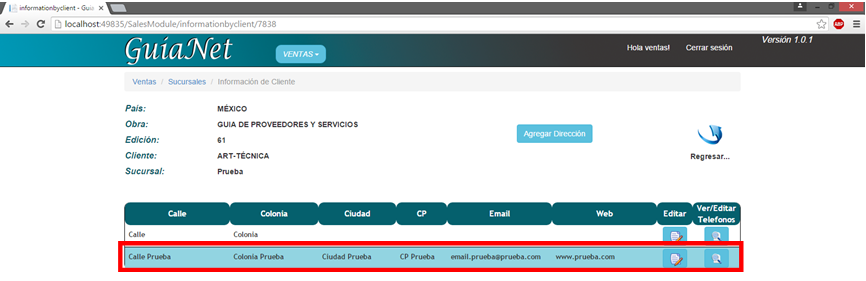 informationbyclient - Guía
localhost:49835/SalesModule/informationbyclient/7838
ABP
GuíaNet
VENTAS
Hola ventas!
Cerrar sesión
Versión 1.0.1
Ventas / Sucursales / Información de Cliente
País: MÉXICO
Obra: GUIA DE PROVEEDORES Y SERVICIOS
Edición: 61
Cliente: ART-TÉCNICA
Sucursal: Prueba
Agregar Dirección
Regresar...
Calle Colonia Ciudad CP Email Web Editar Ver/Editar Telefonos
Calle Colonia
Calle Prueba Colonia Prueba Ciudad Prueba CP Prueba email.prueba@prueba.com www.prueba.com